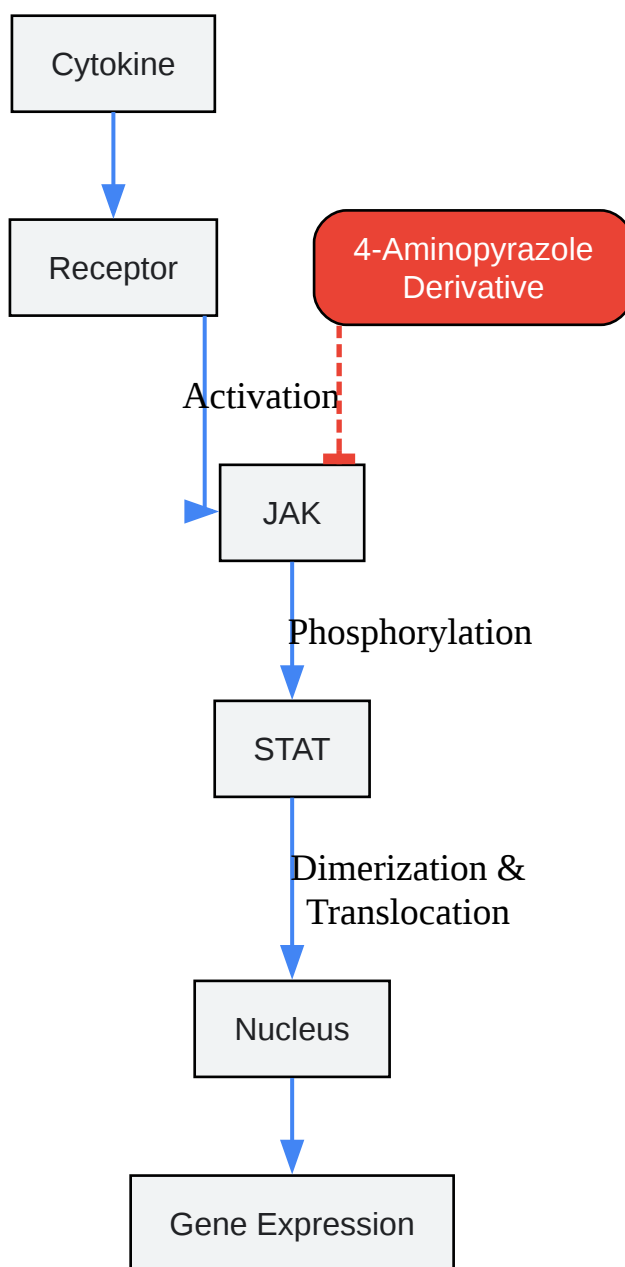 Cytokine
Receptor
4-Aminopyrazole
Derivative
Activation
JAK
Phosphorylation
STAT
Dimerization &
Translocation
Nucleus
Gene Expression